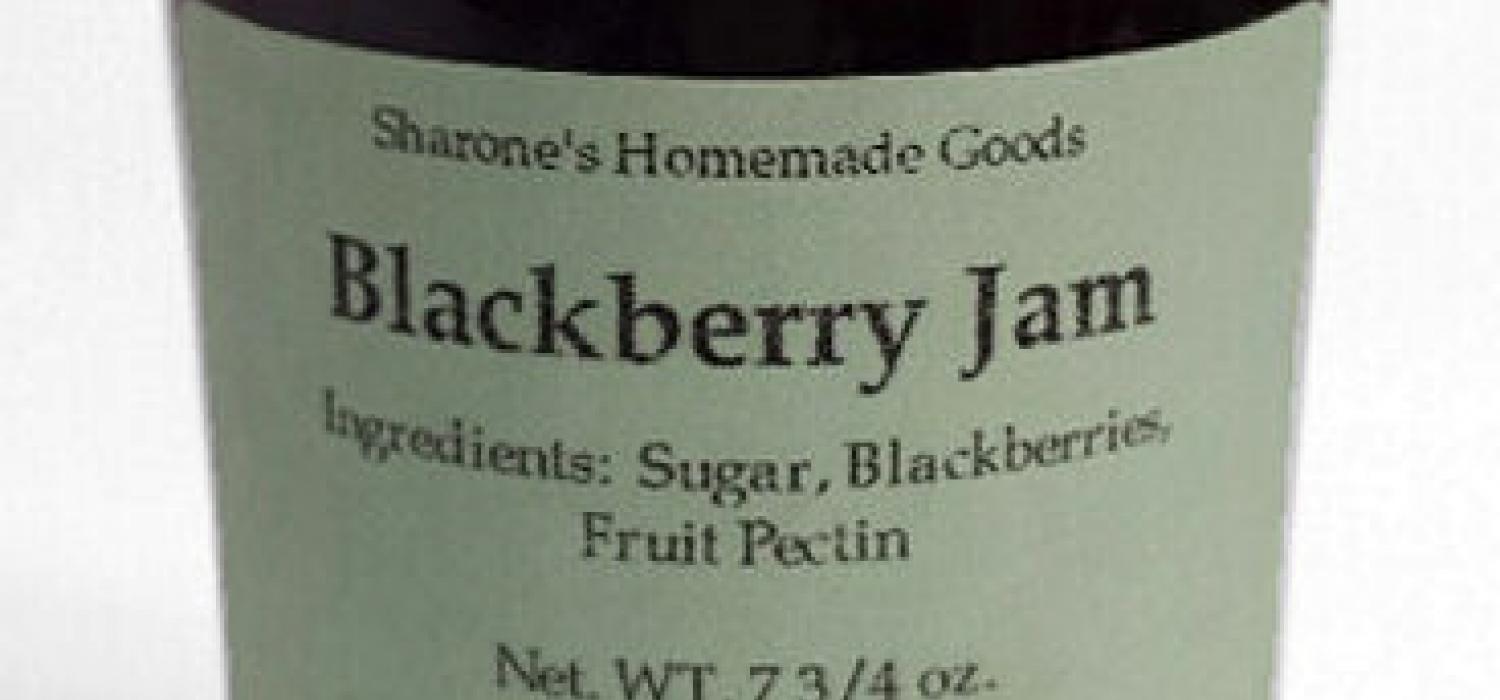 Sharone's Homemade Goods
Blackberry Jam
Ingredients: Sugar, Blackberries,
Fruit Pectin
Net. WT. 7 3/4 oz.